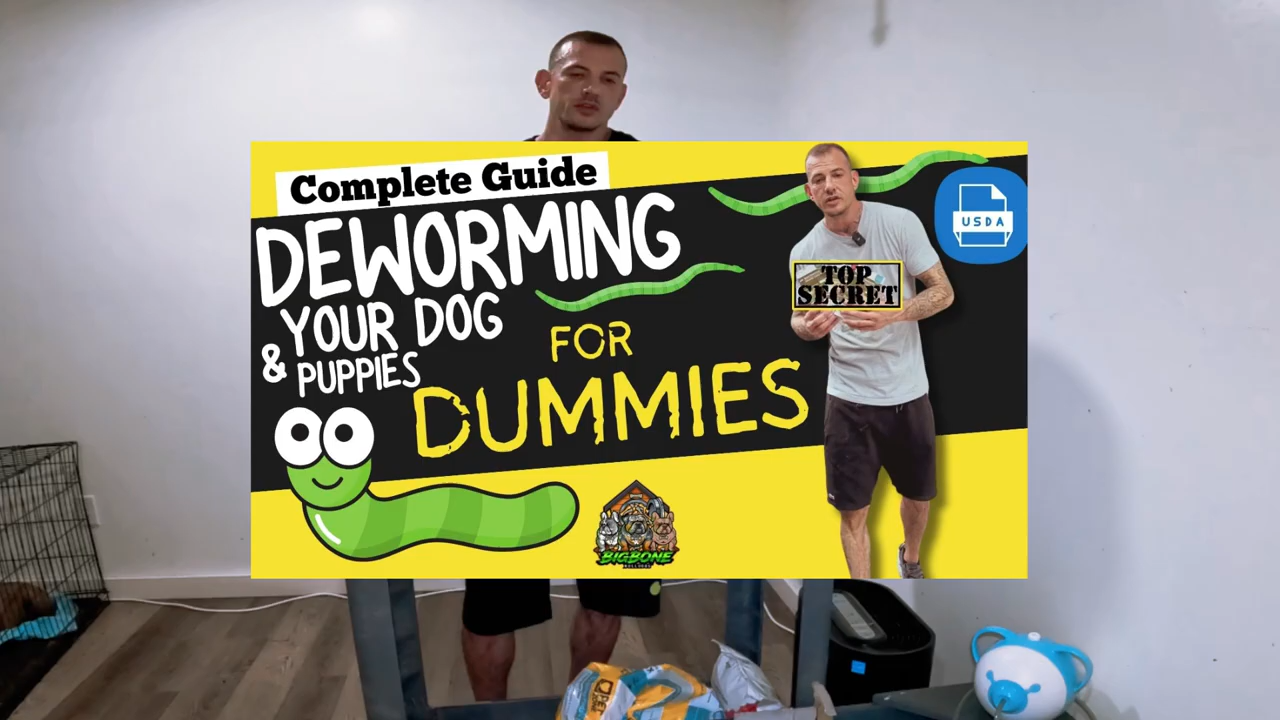 Complete Guide
DEWORMING
YOUR DOG
& PUPPIES
FOR
DUMMIES
TOP
SECRET
USDA
BIGBONE